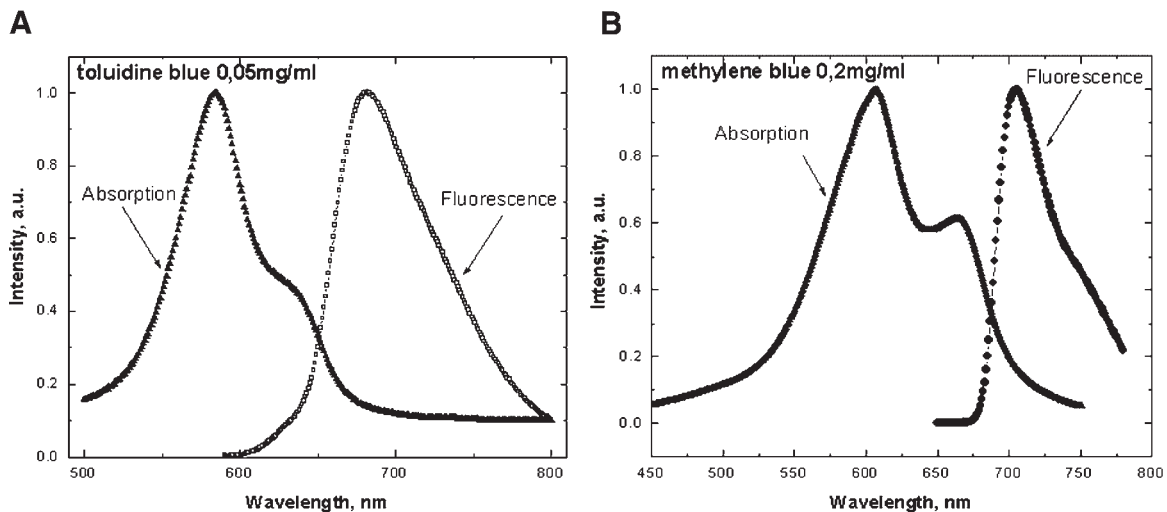 A
toluidine blue 0,05mg/ml
1.0
0.8
0.6
0.4
0.2
0.0
Intensity, a.u.
Absorption
Fluorescence
500
600
700
800
Wavelength, nm
B
methylene blue 0,2mg/ml
Fluorescence
Absorption
1.0
0.8
0.6
0.4
0.2
0.0
Intensity, a.u.
450
500
550
600
650
700
750
800
Wavelength, nm